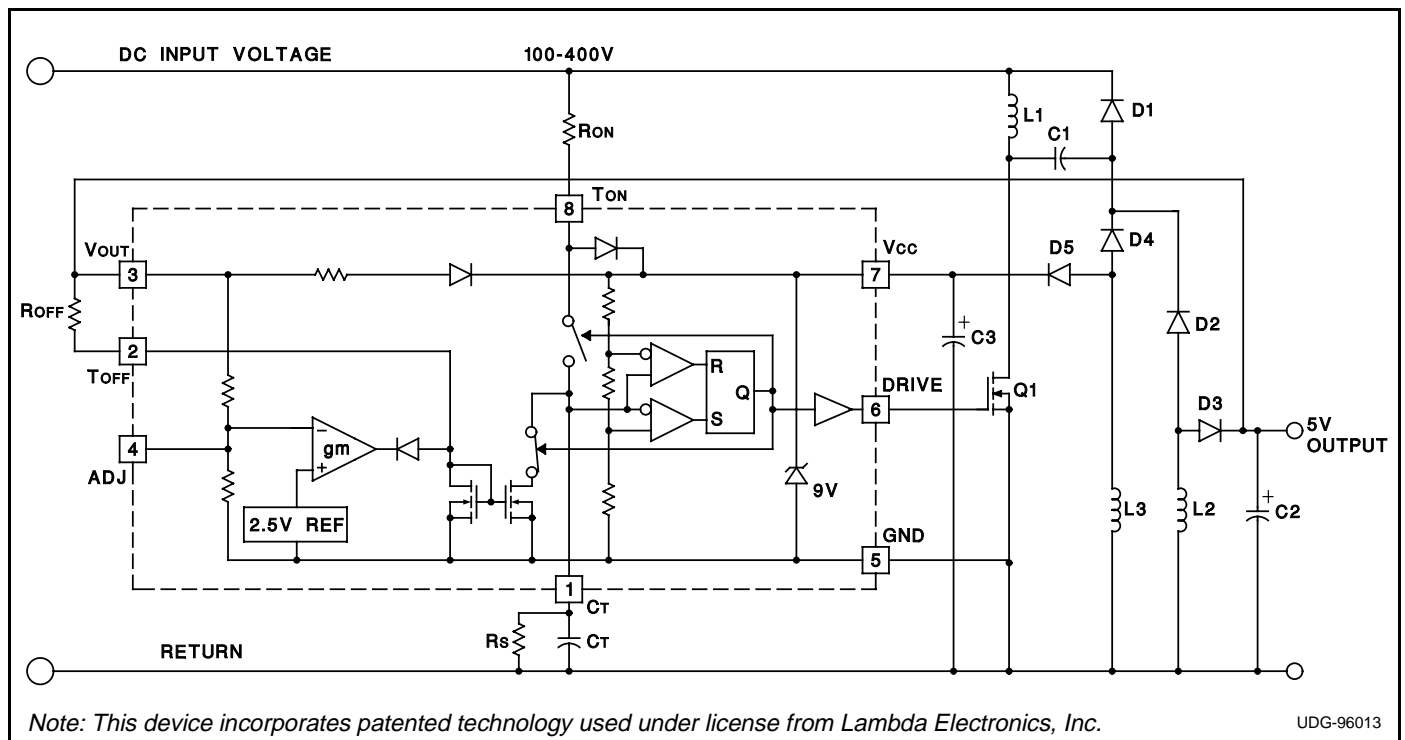 DC INPUT VOLTAGE 100-400V
L1
D1
C1
RON
TON
8
VOUT
3
VCC
7
D5
D4
ROFF
C3
D2
2
TOFF
R
Q
S
DRIVE
6
Q1
D3
5V
OUTPUT
4
ADJ
gm
−
+
9V
2.5V REF
L3
L2
C2
+
+
GND
5
1
CT
RS
CT
RETURN
Note: This device incorporates patented technology used under license from Lambda Electronics, Inc.
UDG-96013